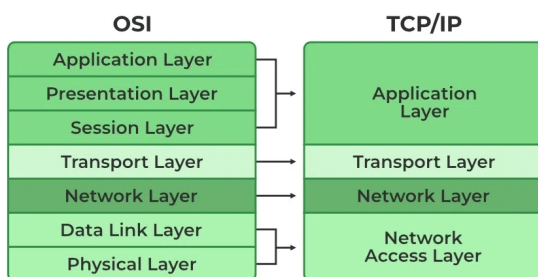 OSI
Application Layer
Presentation Layer
Session Layer
Transport Layer
Network Layer
Data Link Layer
Physical Layer
TCP/IP
Application
Layer
Transport Layer
Network Layer
Network
Access Layer